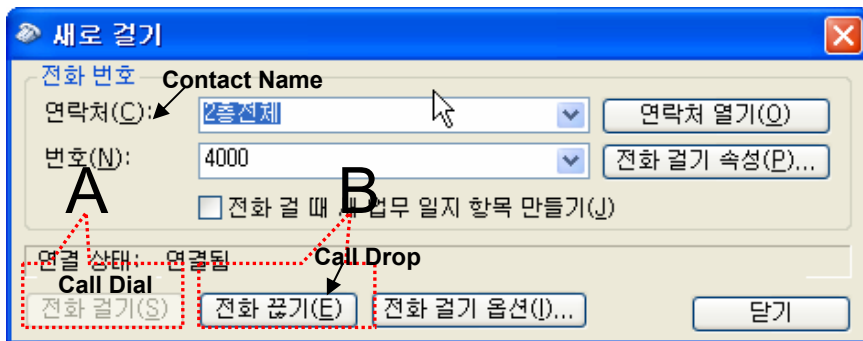 새로 걸기
전화 번호 Contact Name
연락처(C): 2층전체 연락처 열기(O)
번호(N): 4000 전화 걸기 속성(P)...
A B
전화 걸 때 새 업무 일지 항목 만들기(J)
연결 상태: 연결됨 Call Drop
Call Dial
전화 걸기(S) 전화 끊기(E) 전화 걸기 옵션(I)... 닫기